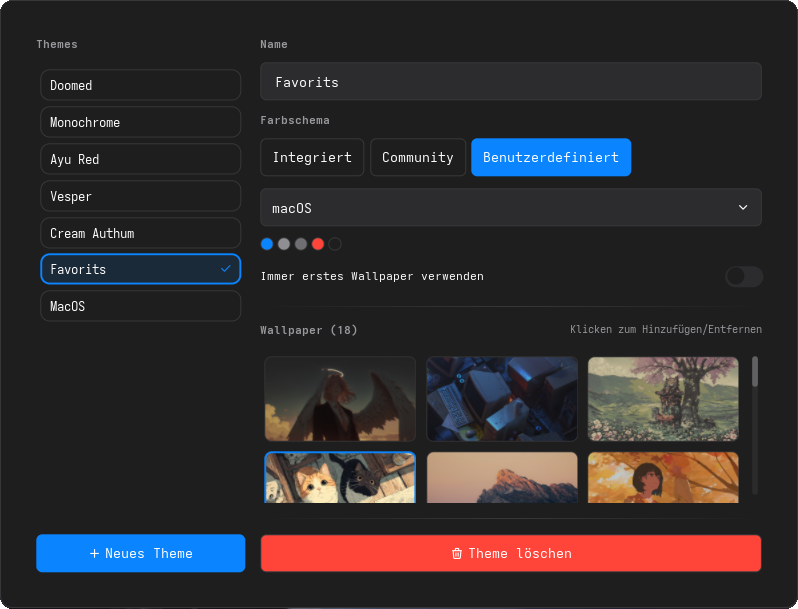 Themes
Doomed
Monochrome
Ayu Red
Vesper
Cream Authum
Favorits
MacOS
Neues Theme
Name
Favorits
Farbschema
Integriert
Community
Benutzerdefiniert
macOS
Immer erstes Wallpaper verwenden
Wallpaper (18)
Klicken zum Hinzufügen/Entfernen
Theme löschen